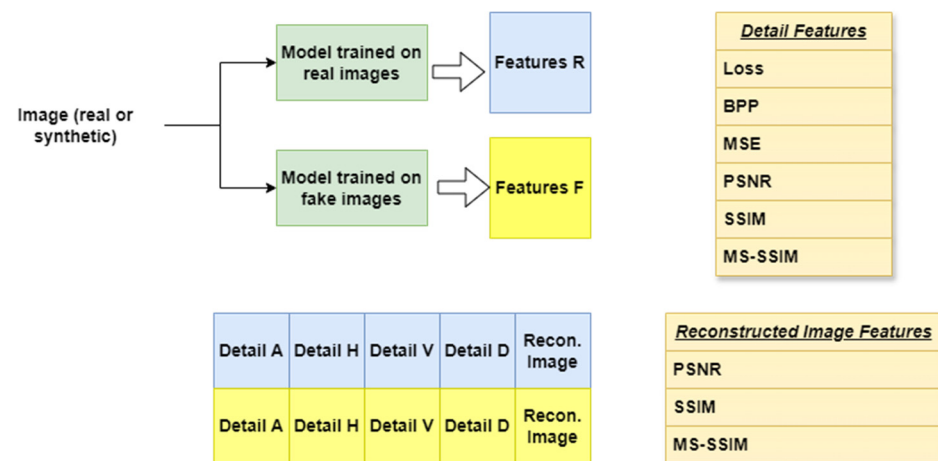 Image (real or
synthetic)
Model trained on
real images
Features R
Model trained on
fake images
Features F
Detail Features
Loss
BPP
MSE
PSNR
SSIM
MS-SSIM
Detail A Detail H Detail V Detail D Recon.
Image
Detail A Detail H Detail V Detail D Recon.
Image
Reconstructed Image Features
PSNR
SSIM
MS-SSIM